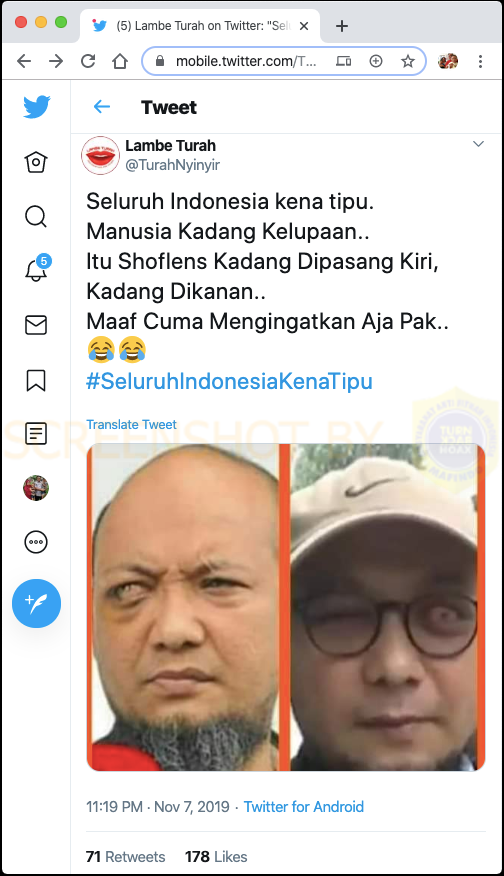 (5) Lambe Turah on Twitter: "Sel
mobile.twitter.com/T...
Tweet
Lambe Turah
@TurahNyinyir
Seluruh Indonesia kena tipu.
Manusia Kadang Kelupaan..
Itu Shoflens Kadang Dipasang Kiri,
Kadang Dikanan..
Maaf Cuma Mengingatkan Aja Pak..
😂😂
#SeluruhIndonesiaKenaTipu
5
Translate Tweet
SCREENSHOT BY
TURN
BACK
HOAX
11:19 PM · Nov 7, 2019 · Twitter for Android
71 Retweets 178 Likes